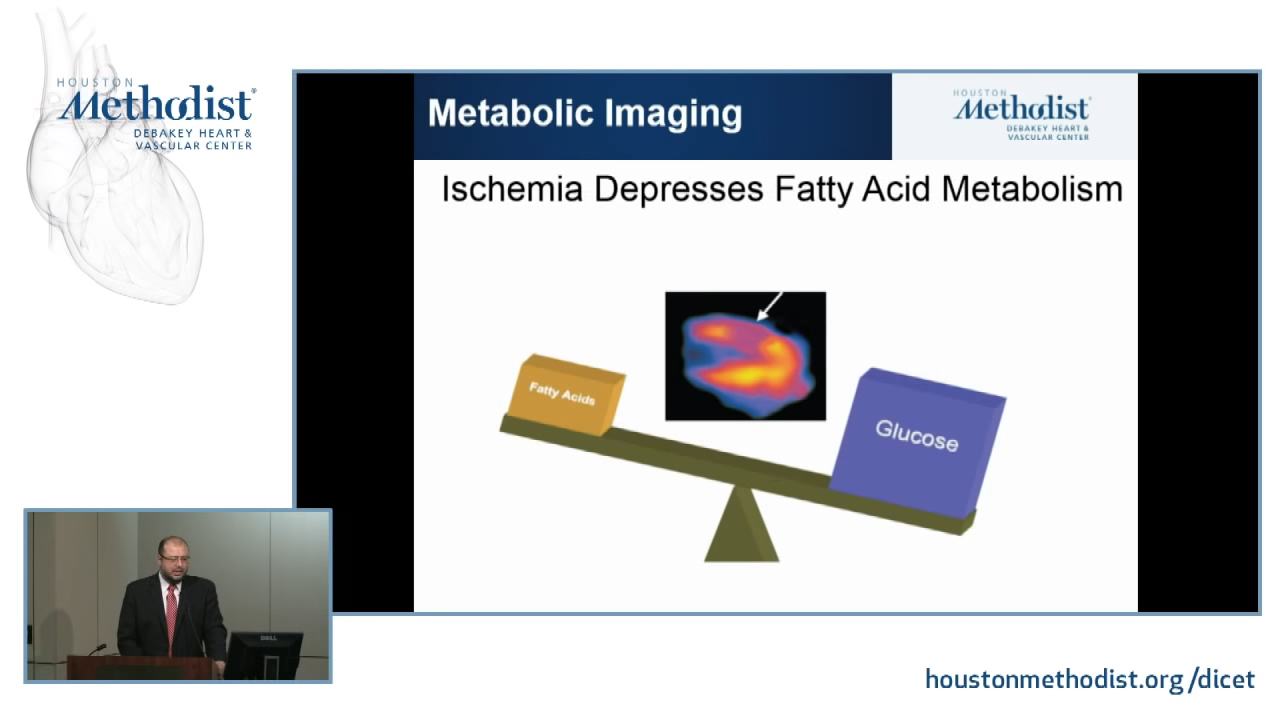 HOUSTON
Methodist®
DEBAKEY HEART &
VASCULAR CENTER
Metabolic Imaging
HOUSTON
Methodist®
DEBAKEY HEART &
VASCULAR CENTER
Ischemia Depresses Fatty Acid Metabolism
Fatty Acids
Glucose
DELL
houstonmethodist.org/dicet